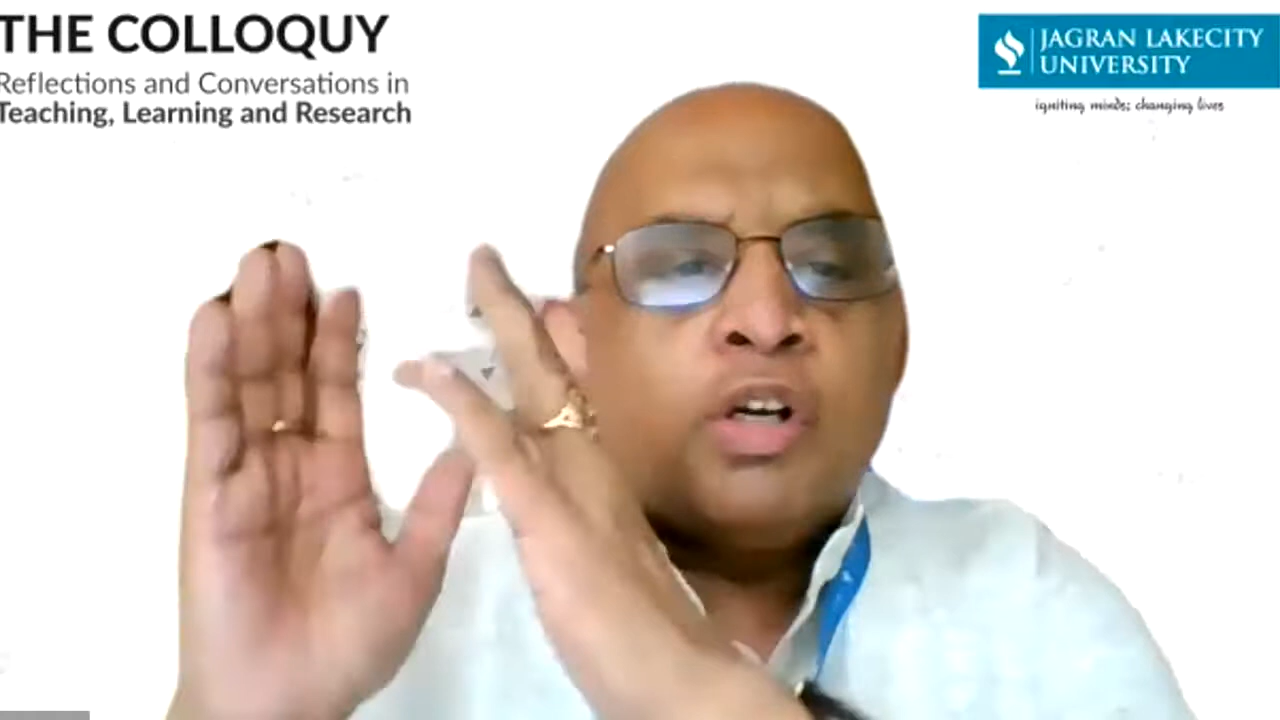 THE COLLOQUY
Reflections and Conversations in
Teaching, Learning and Research
JAGRAN LAKECITY
UNIVERSITY
igniting minds; changing lives